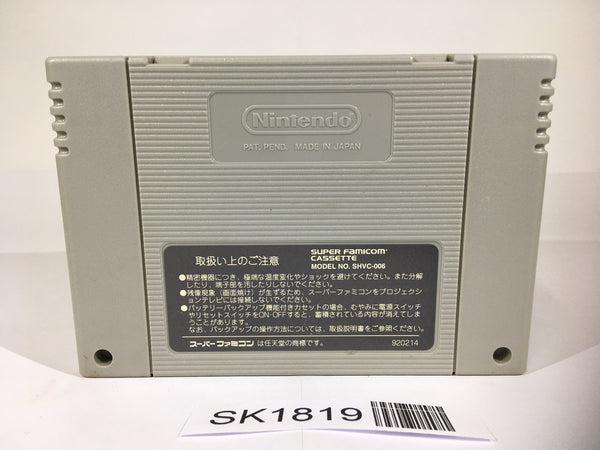 Nintendo
PAT. PEND. MADE IN JAPAN
取扱い上のご注意
SUPER FAMICOM
CASSETTE
MODEL NO. SHVC-006
●精密機器につき、極端な温度変化やショックを避けてください。また分解
したり、端子部を汚したりしないでください。
●残像現象(画面焼け)が生ずるため、スーパーファミコンをプロジェクショ
ンテレビには接続しないでください。
●バッテリーバックアップ機能付きカセットの場合、むやみに電源スイッチ
やリセットスイッチをON・OFFすると、蓄積されている内容が消えてしま
うことがあります。
なお、バックアップの操作方法については、取扱説明書をご参照ください。
スーパーファミコン は任天堂の商標です。
920214
SK1819